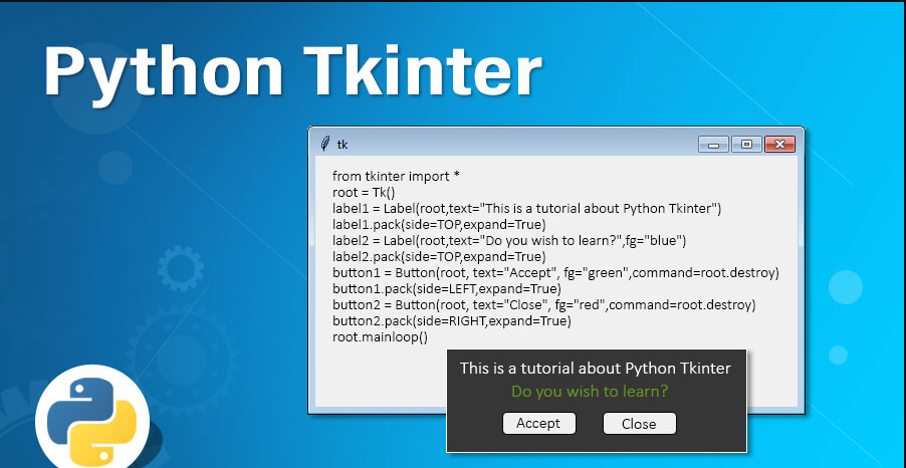 Python Tkinter
tk
from tkinter import *
root = Tk()
label1 = Label(root,text="This is a tutorial about Python Tkinter")
label1.pack(side=TOP,expand=True)
label2 = Label(root,text="Do you wish to learn?",fg="blue")
label2.pack(side=TOP,expand=True)
button1 = Button(root, text="Accept", fg="green",command=root.destroy)
button1.pack(side=LEFT,expand=True)
button2 = Button(root, text="Close", fg="red",command=root.destroy)
button2.pack(side=RIGHT,expand=True)
root.mainloop()
This is a tutorial about Python Tkinter
Do you wish to learn?
Accept Close